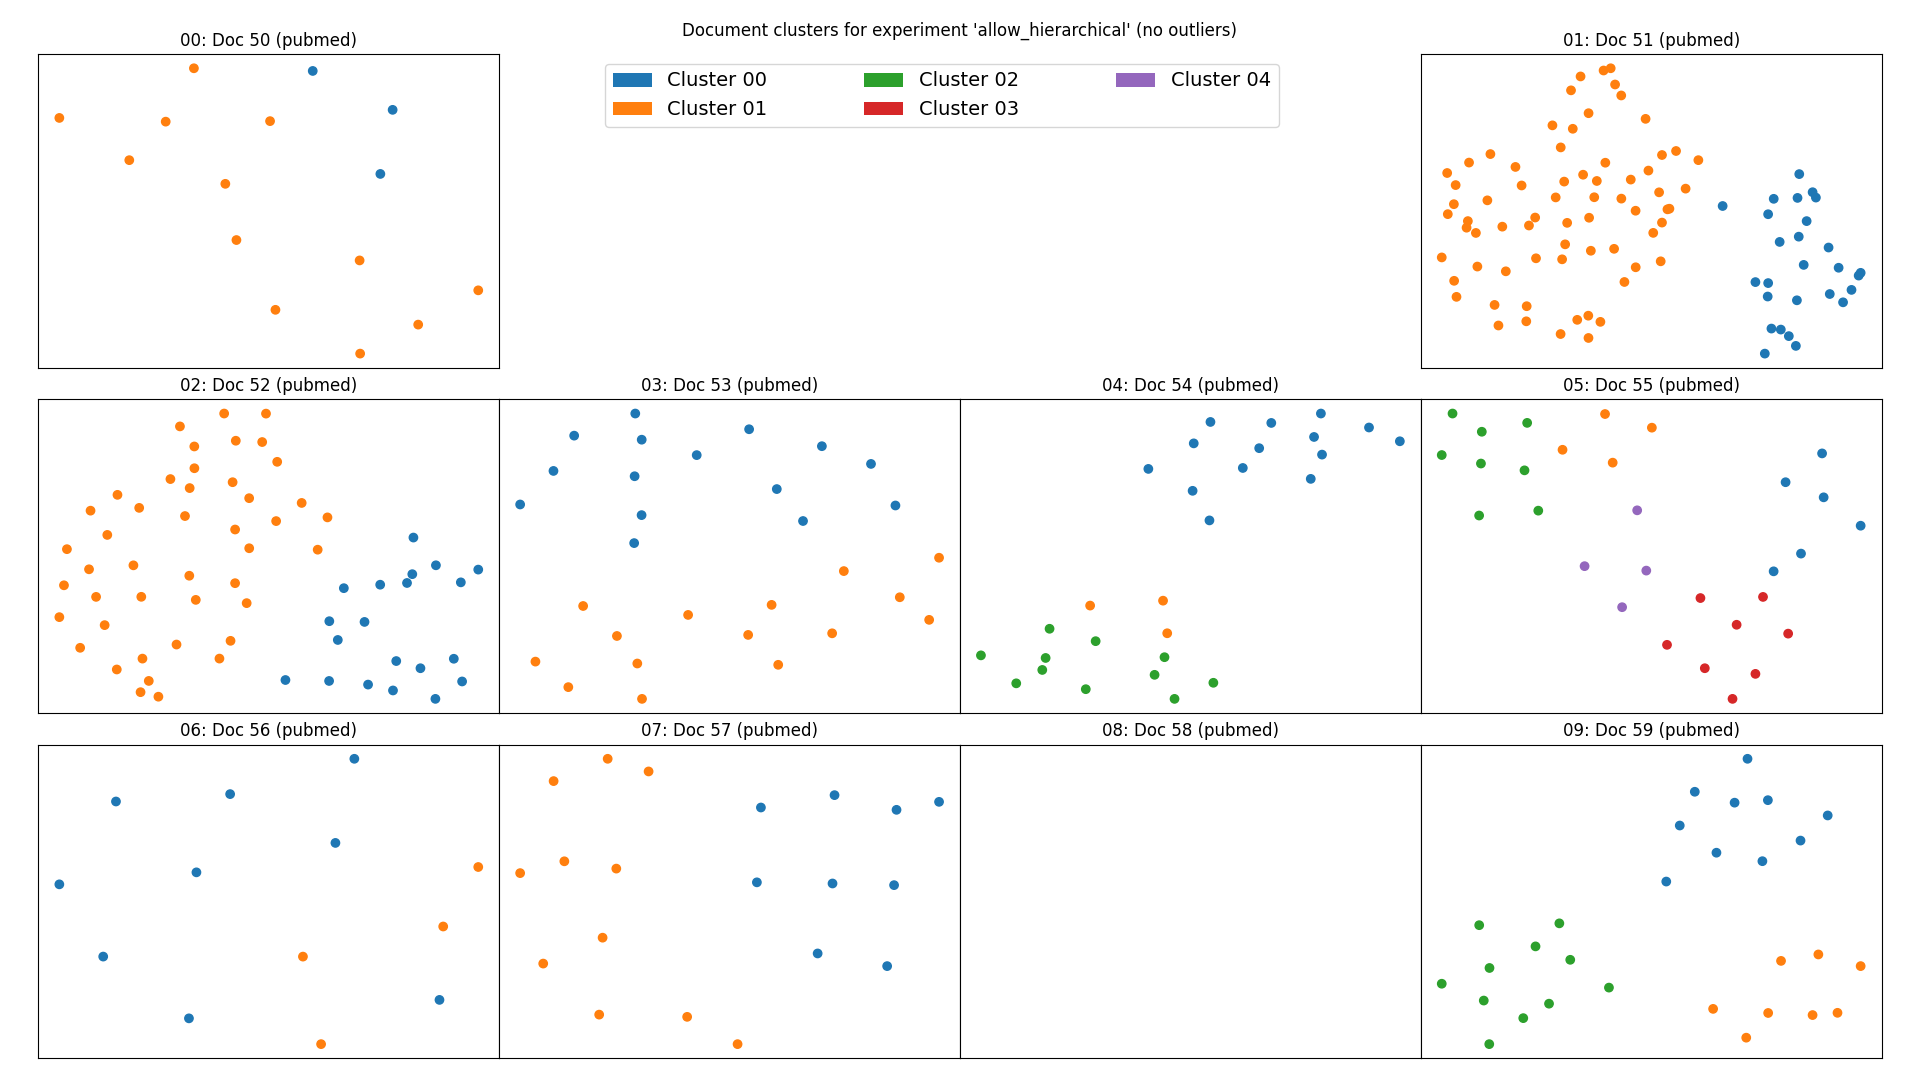 Document clusters for experiment 'allow_hierarchical' (no outliers)
00: Doc 50 (pubmed)
01: Doc 51 (pubmed)
Cluster 00
Cluster 02
Cluster 04
Cluster 01
Cluster 03
02: Doc 52 (pubmed)
03: Doc 53 (pubmed)
04: Doc 54 (pubmed)
05: Doc 55 (pubmed)
06: Doc 56 (pubmed)
07: Doc 57 (pubmed)
08: Doc 58 (pubmed)
09: Doc 59 (pubmed)